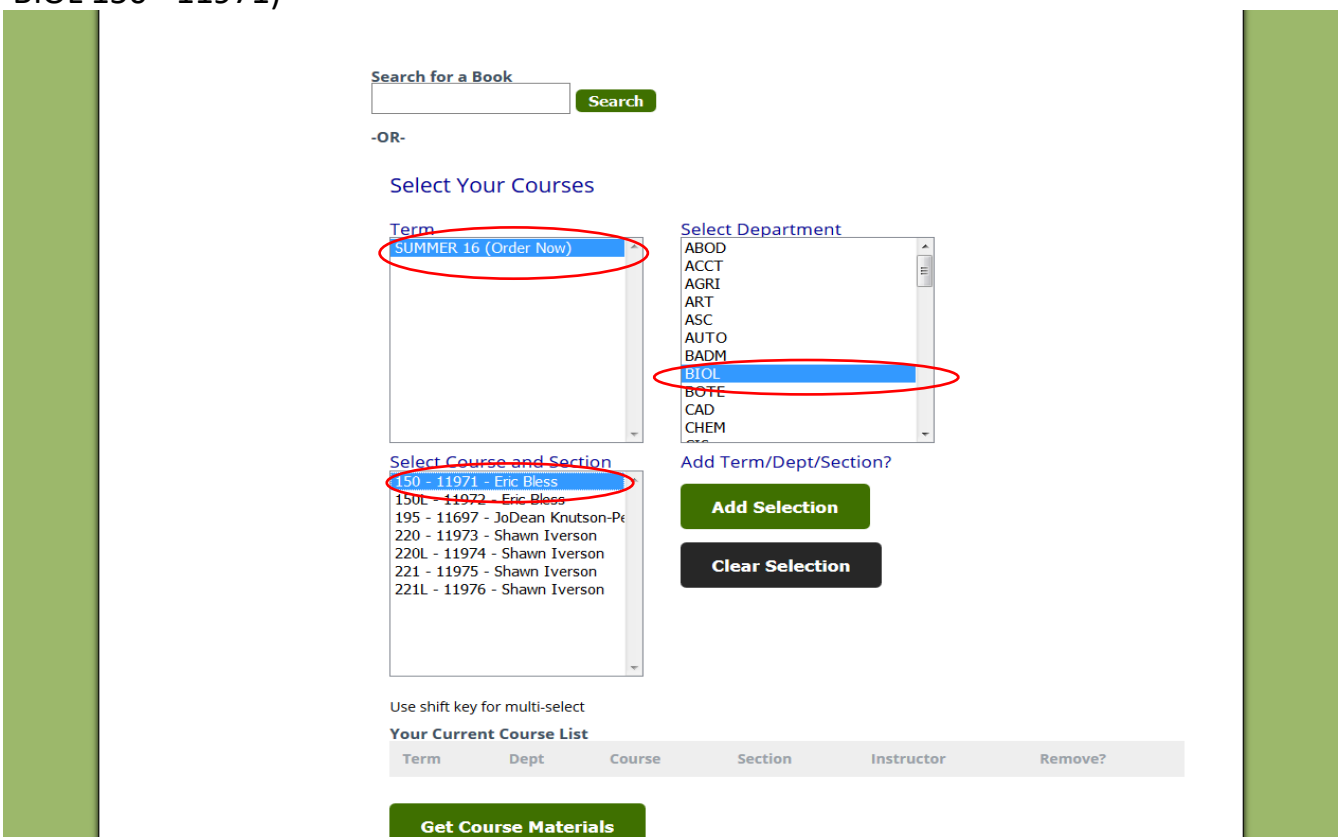 BIOL 150 - 11971)
Search for a Book
Search
-OR-
Select Your Courses
Term
SUMMER 16 (Order Now)
Select Department
ABOD
ACCT
AGRI
ART
ASC
AUTO
BADM
BIOL
BOTE
CAD
CHEM
Select Course and Section
150 - 11971 - Eric Bless
150L - 11972 - Eric Bless
195 - 11697 - JoDean Knutson-Pe
220 - 11973 - Shawn Iverson
220L - 11974 - Shawn Iverson
221 - 11975 - Shawn Iverson
221L - 11976 - Shawn Iverson
Add Term/Dept/Section?
Add Selection
Clear Selection
Use shift key for multi-select
Your Current Course List
Term Dept Course Section Instructor Remove?
Get Course Materials